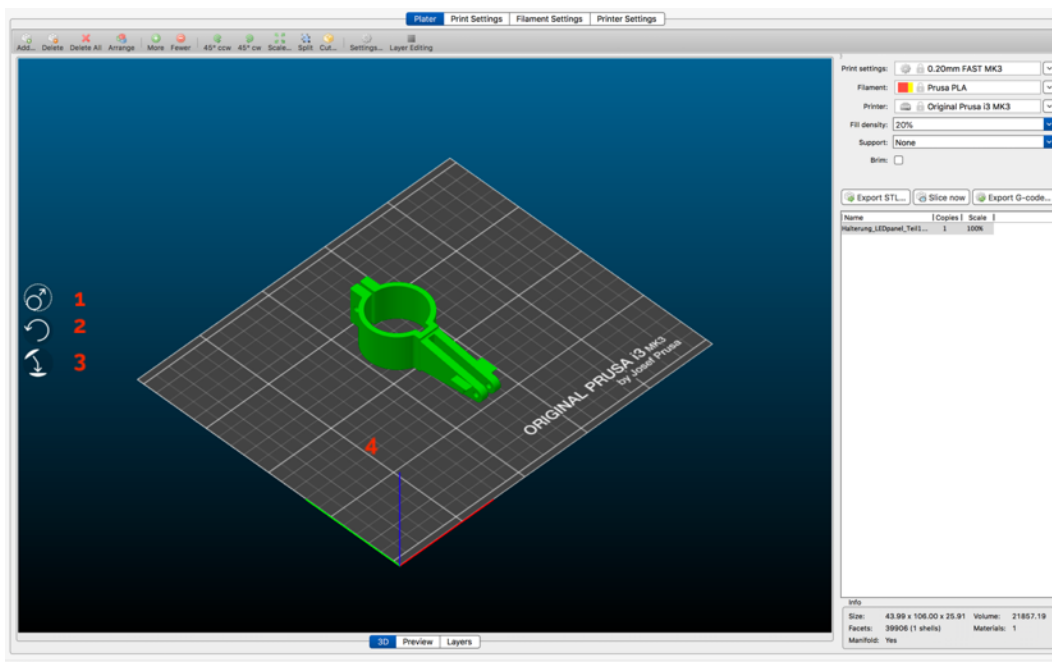 Plater Print Settings Filament Settings Printer Settings
Add... Delete Delete All Arrange More Fewer 45° ccw 45° cw Scale... Split Cut... Settings... Layer Editing
Print settings: 0.20mm FAST MK3
Filament: Prusa PLA
Printer: Original Prusa i3 MK3
Fill density: 20%
Support: None
Brim:
Export STL... Slice now Export G-code...
Name Copies Scale
Halterung_LEDpanel_Teil1... 1 100%
1
2
3
4
ORIGINAL PRUSA i3 MK3
by Josef Prusa
Info
Size: 43.99 x 106.00 x 25.91 Volume: 21857.19
Facets: 39906 (1 shells) Materials: 1
Manifold: Yes
3D Preview Layers